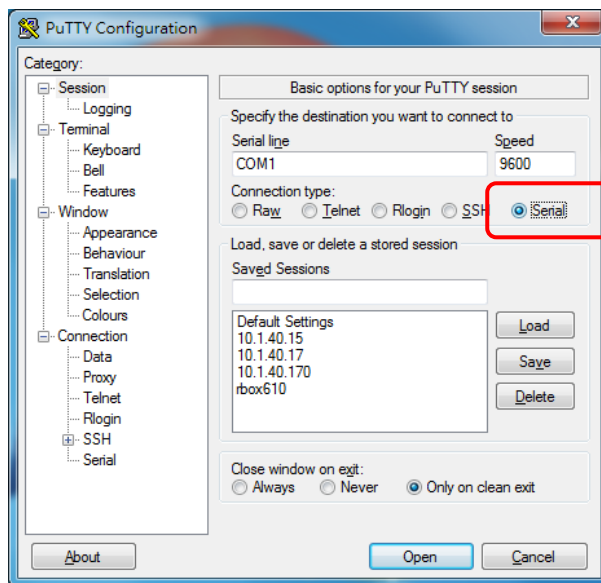 PuTTY Configuration
Category:
Session
Logging
Terminal
Keyboard
Bell
Features
Window
Appearance
Behaviour
Translation
Selection
Colours
Connection
Data
Proxy
Telnet
Rlogin
SSH
Serial
About
Basic options for your PuTTY session
Specify the destination you want to connect to
Serial line Speed
COM1 9600
Connection type:
Raw Telnet Rlogin SSH Serial
Load, save or delete a stored session
Saved Sessions
Default Settings
10.1.40.15
10.1.40.17
10.1.40.170
rbox610
Load
Save
Delete
Close window on exit:
Always Never Only on clean exit
Open Cancel